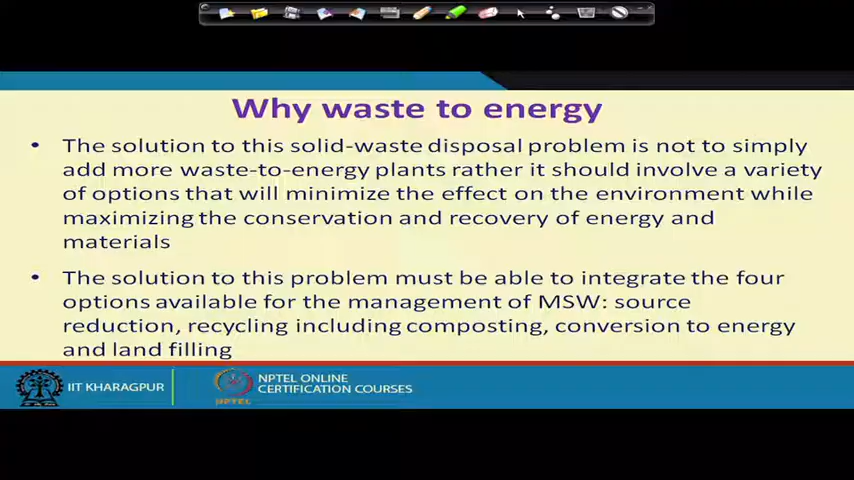 Why waste to energy
• The solution to this solid-waste disposal problem is not to simply
add more waste-to-energy plants rather it should involve a variety
of options that will minimize the effect on the environment while
maximizing the conservation and recovery of energy and
materials
• The solution to this problem must be able to integrate the four
options available for the management of MSW: source
reduction, recycling including composting, conversion to energy
and land filling
IIT KHARAGPUR
NPTEL ONLINE
CERTIFICATION COURSES
NPTEL